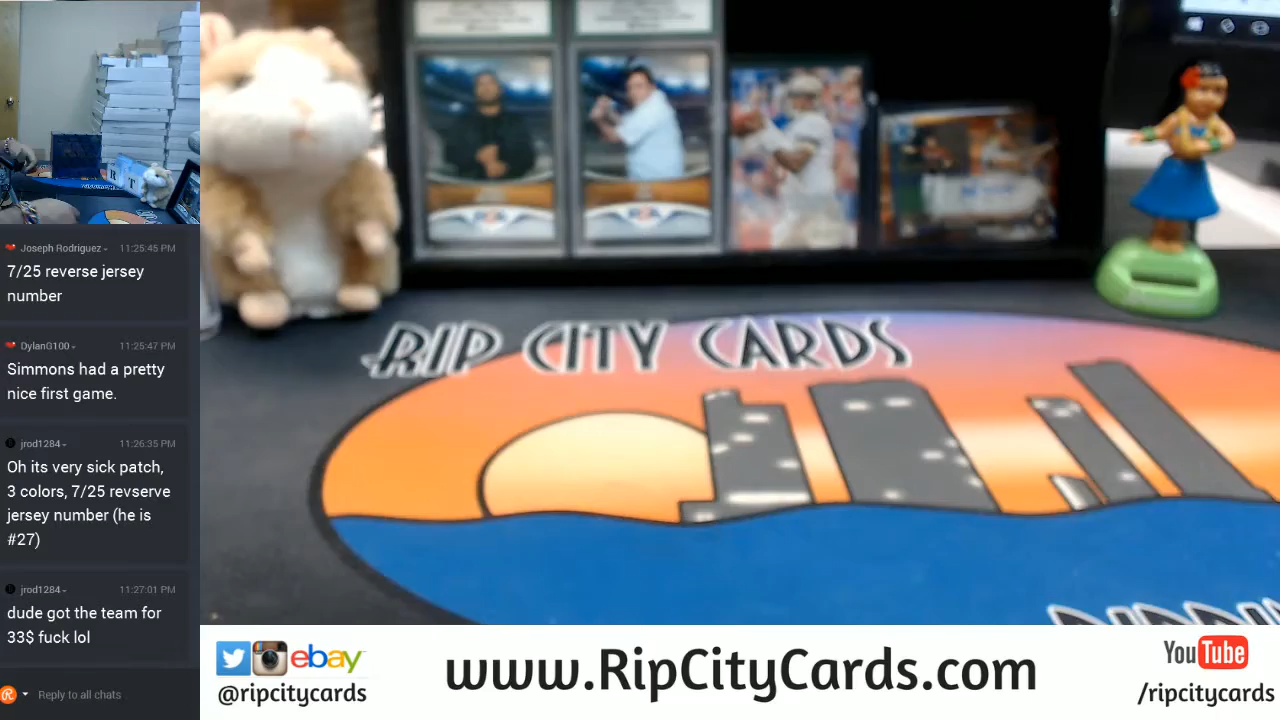 Joseph Rodriguez 11:25:45 PM
7/25 reverse jersey
number
DylanG100 11:25:47 PM
Simmons had a pretty
nice first game.
jrod1284 11:26:35 PM
Oh its very sick patch,
3 colors, 7/25 revserve
jersey number (he is
#27)
jrod1284 11:27:01 PM
dude got the team for
33$ fuck lol
Reply to all chats
RIP CITY CARDS
ebay
@ripcitycards
www.RipCityCards.com
YouTube
/ripcitycards